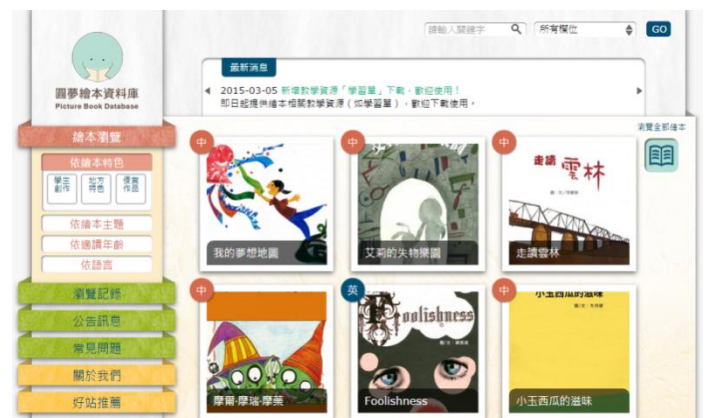 請輸入關鍵字
所有欄位
GO
圓夢繪本資料庫
Picture Book Database
最新消息
2015-03-05 新增教學資源「學習單」下載，歡迎使用！
即日起提供繪本相關教學資源（如學習單），歡迎下載使用。
瀏覽全部繪本
繪本瀏覽
依繪本特色
學生
創作
地方
特色
優質
作品
依繪本主題
依適讀年齡
依語言
瀏覽記錄
公告訊息
常見問題
關於我們
好站推薦
中
我的夢想地圖
中
艾莉的失物樂園
中
走讀 雲林
走讀雲林
中
摩爾·摩瑞·摩萊
英
Foolishness
Foolishness
中
小玉西瓜的滋味
小玉西瓜的滋味